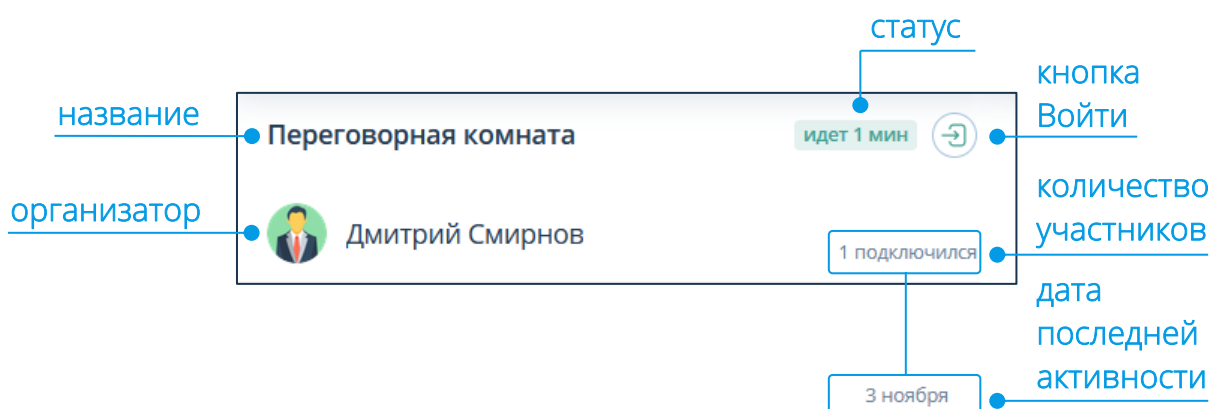 статус
кнопка
Войти
название
Переговорная комната
идет 1 мин
организатор
Дмитрий Смирнов
количество
участников
1 подключился
дата
последней
активности
3 ноября